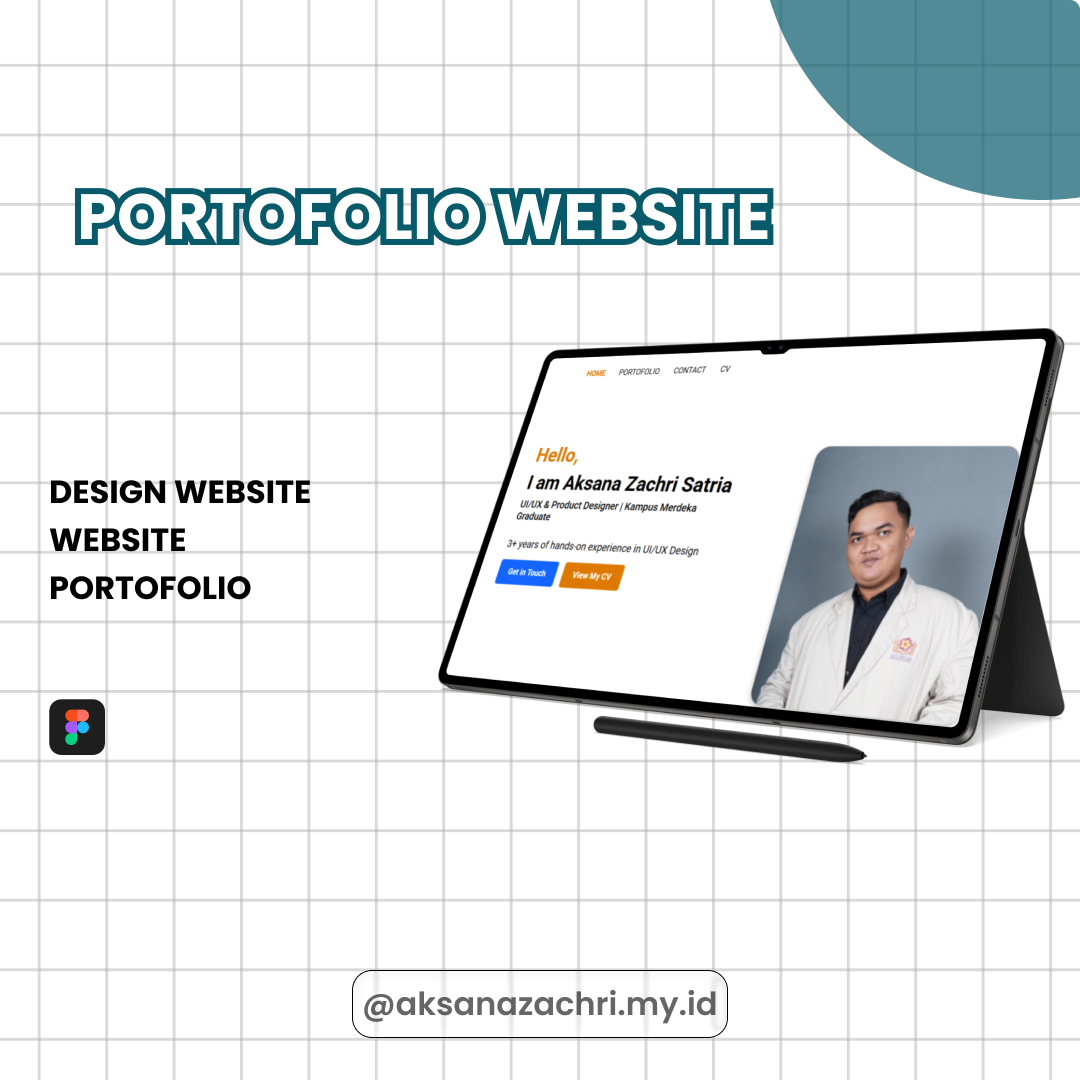 PORTOFOLIO WEBSITE
HOME PORTOFOLIO CONTACT CV
Hello,
I am Aksana Zachri Satria
UI/UX & Product Designer | Kampus Merdeka
Graduate
3+ years of hands-on experience in UI/UX Design
Get In Touch View My CV
DESIGN WEBSITE
WEBSITE
PORTOFOLIO
@aksanazachri.my.id